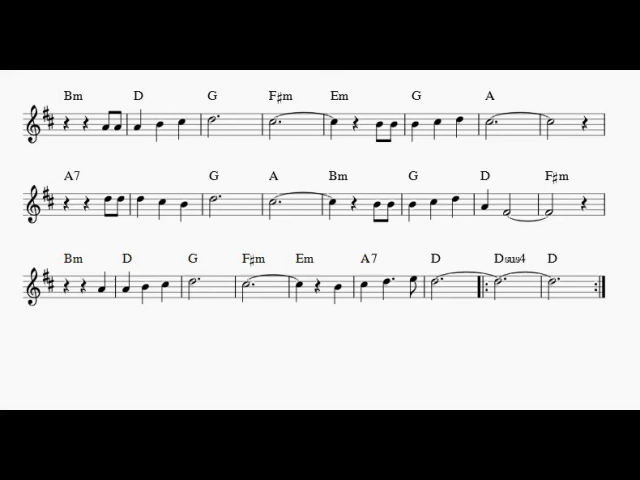 Bm D G F♯m Em G A
A7 G A Bm G D F♯m
Bm D G F♯m Em A7 D Dsus4 D